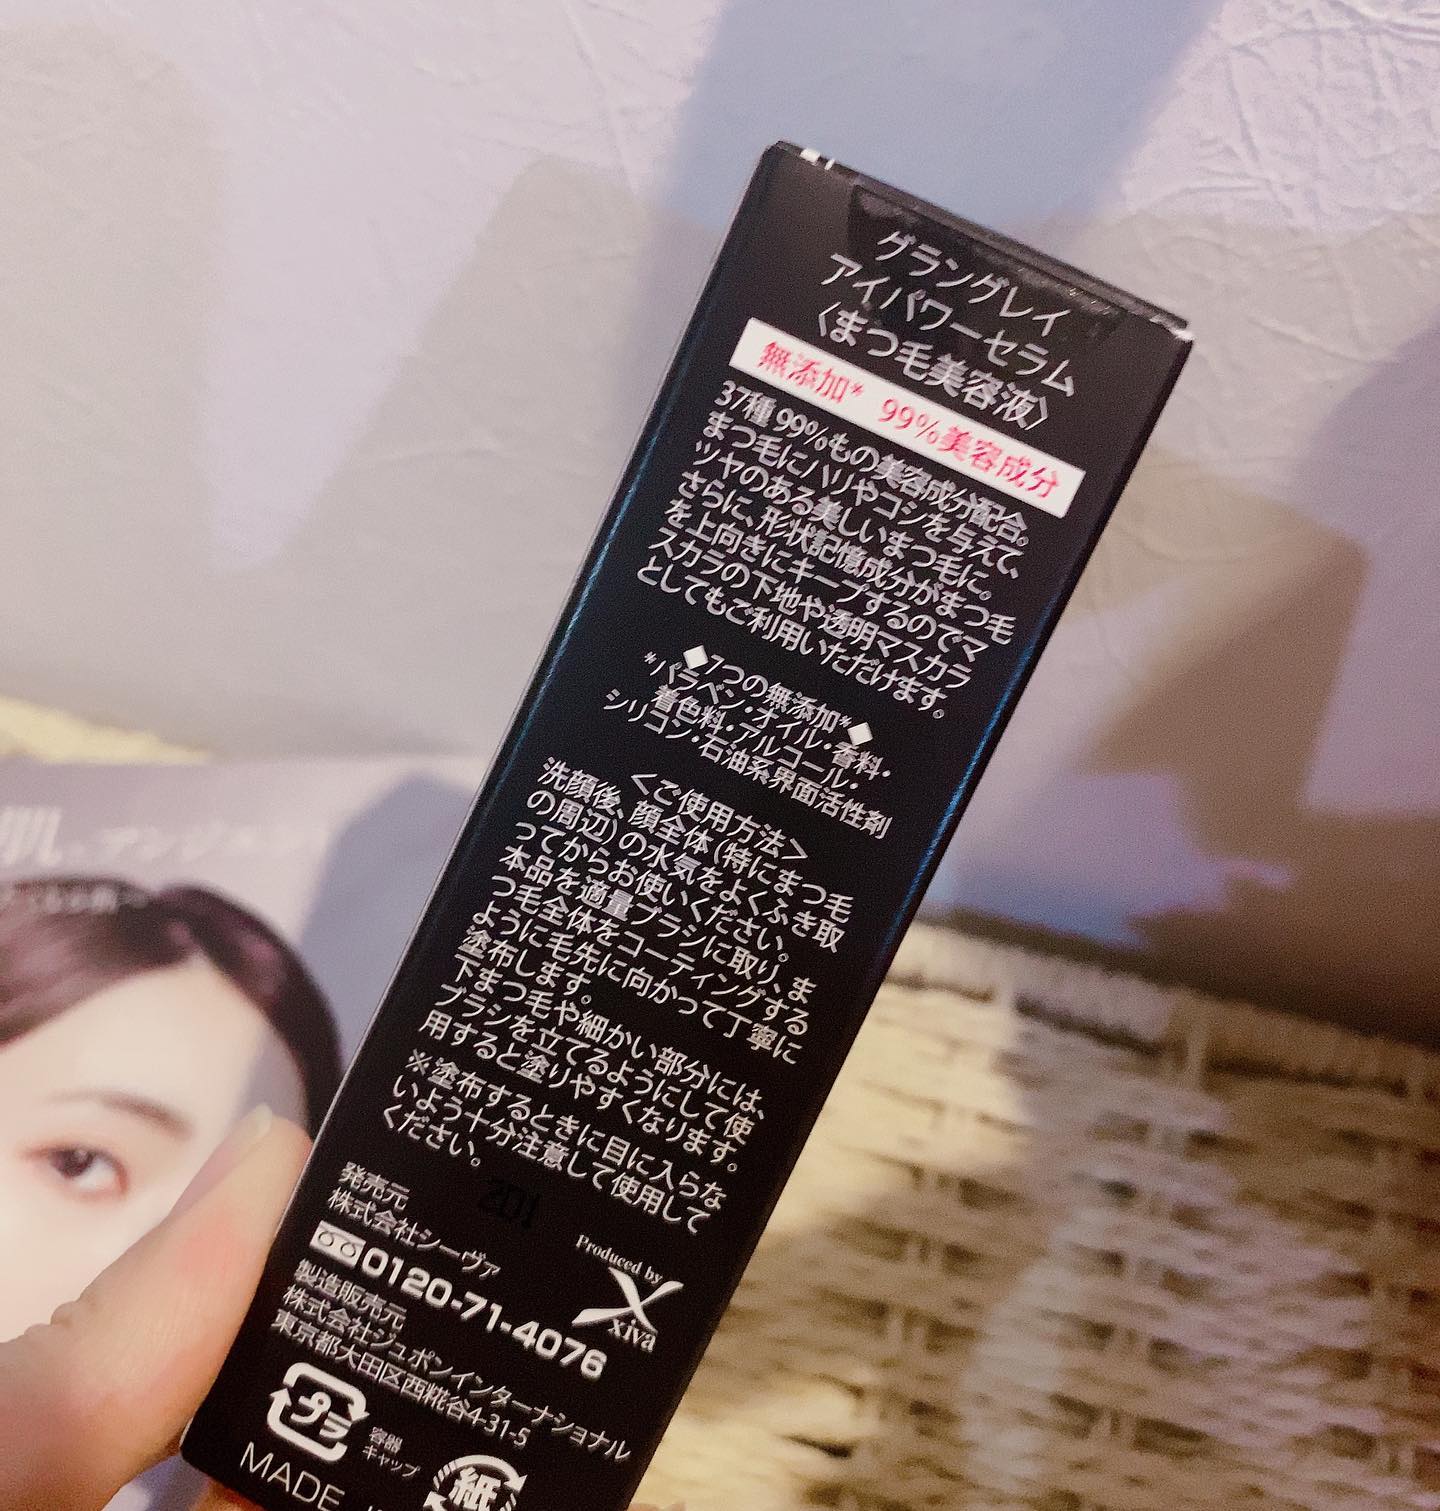 グラングレイ
アイパワーセラム
〈まつ毛美容液〉
無添加* 99%美容成分
37種99%もの美容成分配合。
まつ毛にハリやコシを与えて、
ツヤのある美しいまつ毛に。
さらに、形状記憶成分がまつ毛
を上向きにキープするのでマ
スカラの下地や透明マスカラ
としてもご利用いただけます。
◆7つの無添加*◆
*パラベン・オイル・香料・
着色料・アルコール・
シリコン・石油系界面活性剤
<ご使用方法>
洗顔後、顔全体(特にまつ毛
の周辺)の水気をよくふき取
ってからお使いください。
本品を適量ブラシに取り、ま
つ毛全体をコーティングする
ように毛先に向かって丁寧に
塗布します。
下まつ毛や細かい部分には、
ブラシを立てるようにして使
用すると塗りやすくなります。
※塗布するときに目に入らな
いよう十分注意して使用して
ください。
201
発売元
株式会社シーヴァ
0120-71-4076
Produced by
xiva
製造販売元
株式会社ジュポンインターナショナル
東京都大田区西糀谷4-31-5
プラ
容器
キャップ
紙
MADE
肌